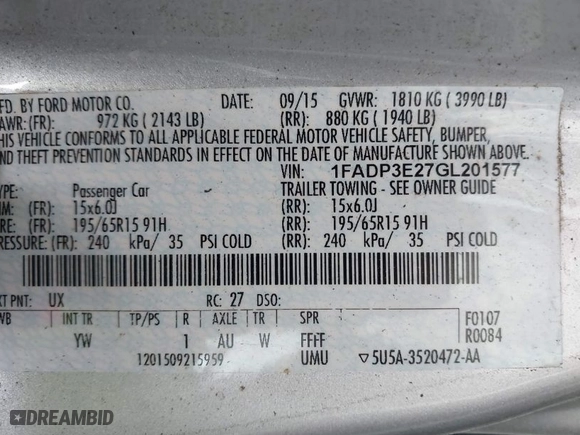 FD. BY FORD MOTOR CO. DATE: 09/15 GVWR: 1810 KG ( 3990 LB)
AWR: (FR): 972 KG ( 2143 LB) (RR): 880 KG ( 1940 LB)
THIS VEHICLE CONFORMS TO ALL APPLICABLE FEDERAL MOTOR VEHICLE SAFETY, BUMPER,
AND THEFT PREVENTION STANDARDS IN EFFECT ON THE DATE OF MANUFACTURE SHOWN ABOVE.
VIN: 1FADP3E27GL201577
YPE: Passenger Car TRAILER TOWING - SEE OWNER GUIDE
IM: (FR): 15x6.0J (RR): 15x6.0J
RE: (FR): 195/65R15 91H (RR): 195/65R15 91H
PRESSURE: (FR): 240 kPa/ 35 PSI COLD (RR): 240 kPa/ 35 PSI COLD
XT PNT: UX RC: 27 DSO:
WB INT TR TP/PS R AXLE TR SPR F0107
YW 1 AU W FFFF R0084
1201509215959 UMU ▽5U5A-3520472-AA
DREAMBID